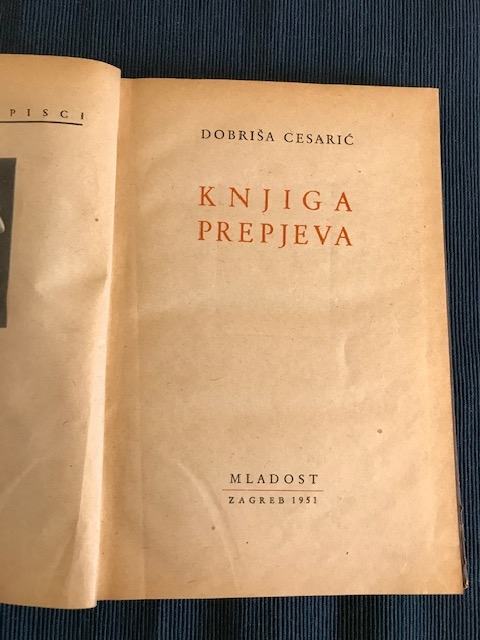 PISCI
DOBRIŠA CESARIĆ
KNJIGA
PREPJEVA
MLADOST
ZAGREB 1951